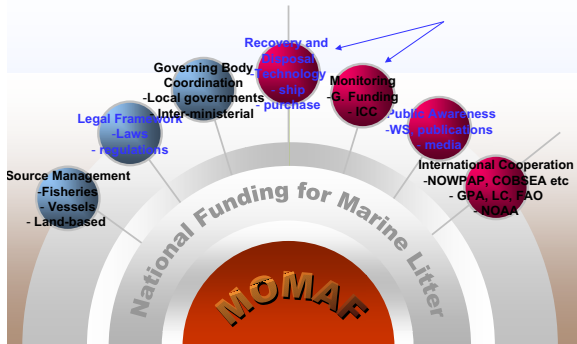 Source Management
-Fisheries
- Vessels
- Land-based
Legal Framework
-Laws
- regulations
Governing Body
Coordination
-Local governments
- Inter-ministerial
Recovery and
Disposal
-Technology
- ship
- purchase
Monitoring
-G. Funding
- ICC
Public Awareness
-WS, publications
- media
International Cooperation
-NOWPAP, COBSEA etc
- GPA, LC, FAO
- NOAA
National Funding for Marine Litter
MOMAF